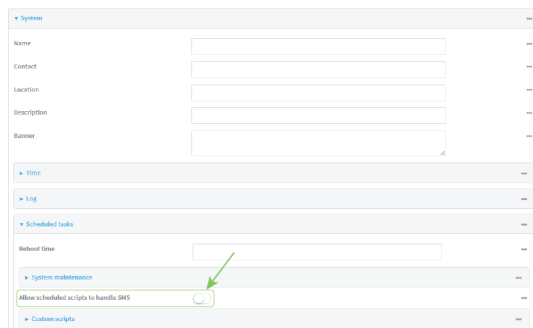 System
Name
Contact
Location
Description
Banner
Time
Log
Scheduled tasks
Reboot time
System maintenance
Allow scheduled scripts to handle SMS
Custom scripts